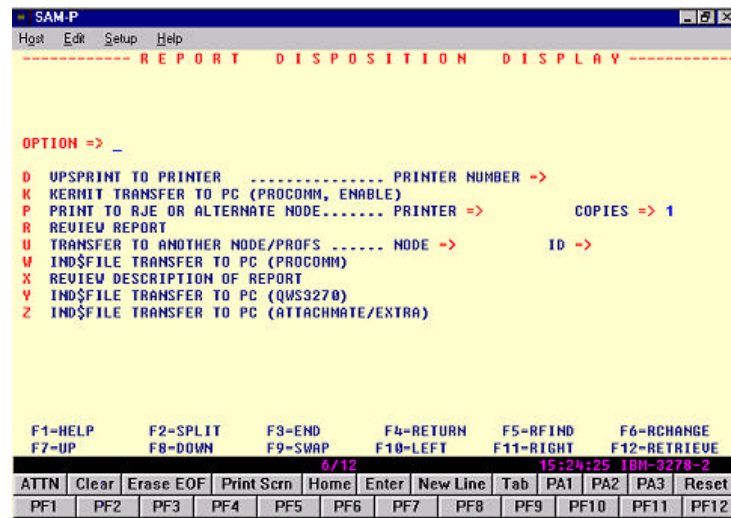 SAM-P
Host Edit Setup Help
------------ R E P O R T   D I S P O S I T I O N   D I S P L A Y ------------
OPTION => _
D UPSPRINT TO PRINTER ............... PRINTER NUMBER =>
K KERMIT TRANSFER TO PC (PROCOMM, ENABLE)
P PRINT TO RJE OR ALTERNATE NODE....... PRINTER => COPIES => 1
R REVIEW REPORT
U TRANSFER TO ANOTHER NODE/PROFS ...... NODE => ID =>
W IND$FILE TRANSFER TO PC (PROCOMM)
X REVIEW DESCRIPTION OF REPORT
Y IND$FILE TRANSFER TO PC (QWS3270)
Z IND$FILE TRANSFER TO PC (ATTACHMATE/EXTRA)
F1=HELP F2=SPLIT F3=END F4=RETURN F5=RFIND F6=RCHANGE
F7=UP F8=DOWN F9=SWAP F10=LEFT F11=RIGHT F12=RETRIEVE
6/12 15:24:25 IBM-3278-2
ATTN Clear Erase EOF Print Scrn Home Enter New Line Tab PA1 PA2 PA3 Reset
PF1 PF2 PF3 PF4 PF5 PF6 PF7 PF8 PF9 PF10 PF11 PF12